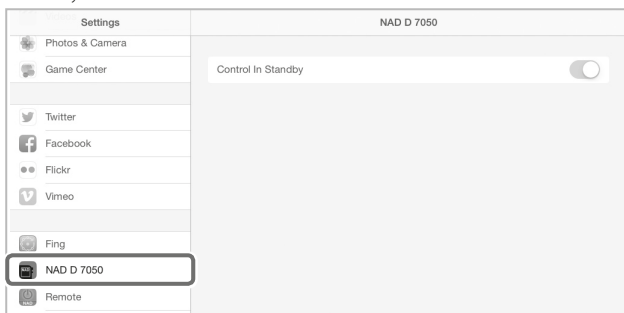 Settings
NAD D 7050
Photos & Camera
Game Center
Control In Standby
Twitter
Facebook
Flickr
Vimeo
Fing
NAD D 7050
Remote